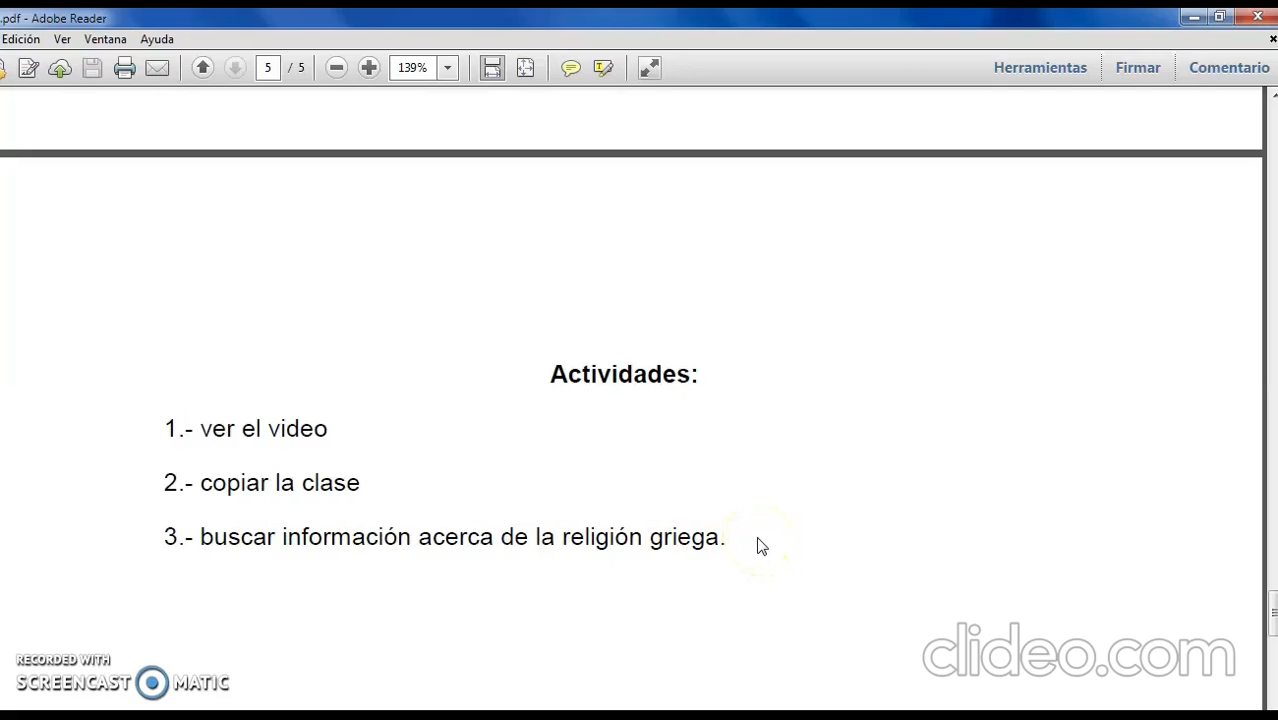 .pdf - Adobe Reader
Edición Ver Ventana Ayuda
5 / 5 139% Herramientas Firmar Comentario
Actividades:
1.- ver el video
2.- copiar la clase
3.- buscar información acerca de la religión griega.
RECORDED WITH
SCREENCAST MATIC
clideo.com